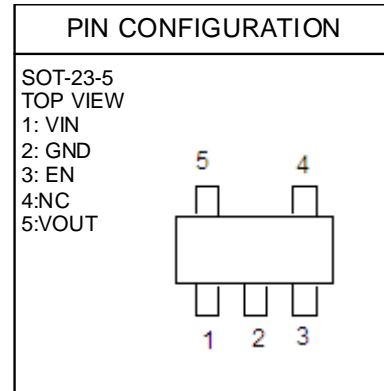 PIN CONFIGURATION
SOT-23-5
TOP VIEW
1: VIN
2: GND
3: EN
4:NC
5:VOUT
5 4
1 2 3